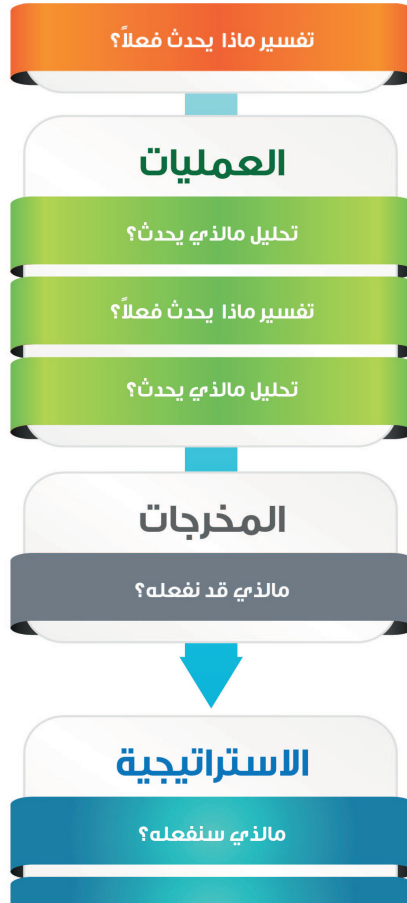 تفسير ماذا يحدث فعلاً؟
العمليات
تحليل مالذي يحدث؟
تفسير ماذا يحدث فعلاً؟
تحليل مالذي يحدث؟
المخرجات
مالذي قد نفعله؟
الاستراتيجية
مالذي سنفعله؟